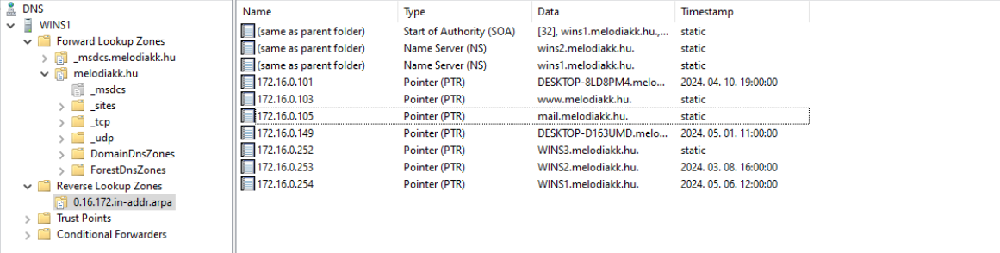 DNS
WINS1
Forward Lookup Zones
_msdcs.melodiakk.hu
melodiakk.hu
_msdcs
_sites
_tcp
_udp
DomainDnsZones
ForestDnsZones
Reverse Lookup Zones
0.16.172.in-addr.arpa
Trust Points
Conditional Forwarders
Name Type Data Timestamp
(same as parent folder) Start of Authority (SOA) [32], wins1.melodiakk.hu.,... static
(same as parent folder) Name Server (NS) wins2.melodiakk.hu. static
(same as parent folder) Name Server (NS) wins1.melodiakk.hu. static
172.16.0.101 Pointer (PTR) DESKTOP-8LD8PM4.melo... 2024. 04. 10. 19:00:00
172.16.0.103 Pointer (PTR) www.melodiakk.hu. static
172.16.0.105 Pointer (PTR) mail.melodiakk.hu. static
172.16.0.149 Pointer (PTR) DESKTOP-D163UMD.melo... 2024. 05. 01. 11:00:00
172.16.0.252 Pointer (PTR) WINS3.melodiakk.hu. static
172.16.0.253 Pointer (PTR) WINS2.melodiakk.hu. 2024. 03. 08. 16:00:00
172.16.0.254 Pointer (PTR) WINS1.melodiakk.hu. 2024. 05. 06. 12:00:00